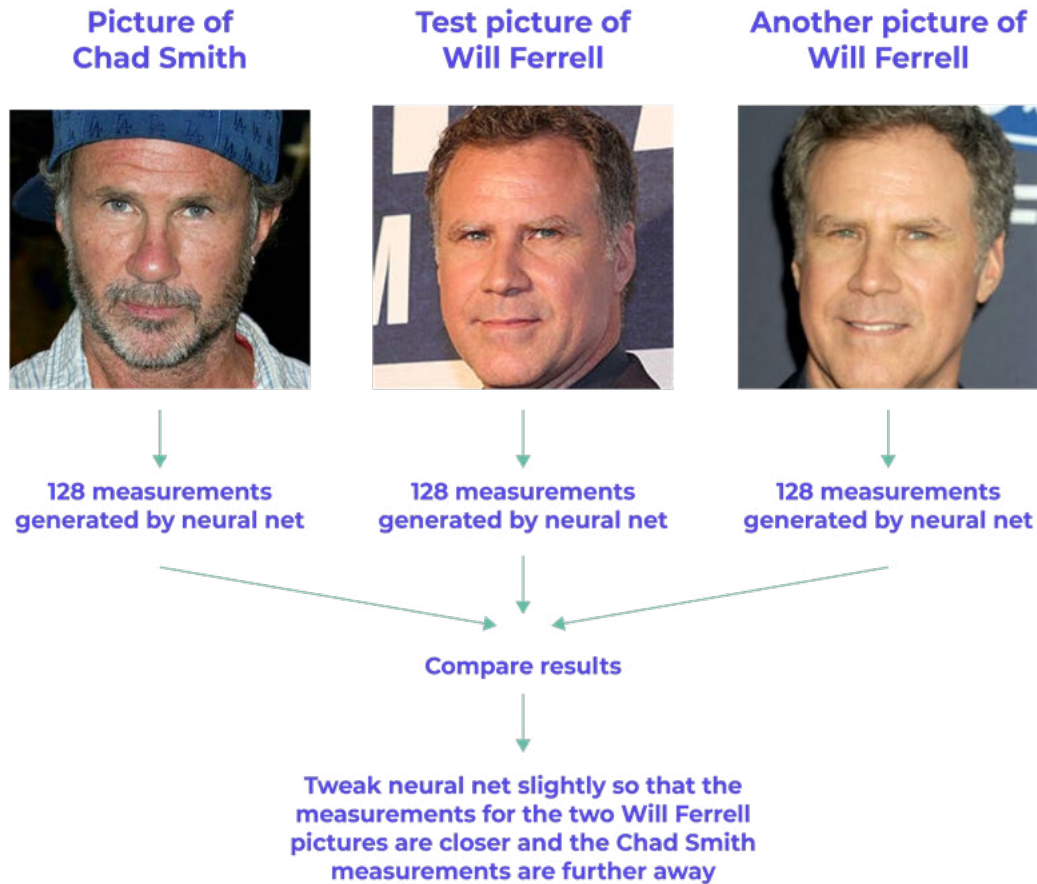 Picture of
Chad Smith
Test picture of
Will Ferrell
Another picture of
Will Ferrell
M
128 measurements
generated by neural net
128 measurements
generated by neural net
128 measurements
generated by neural net
Compare results
Tweak neural net slightly so that the
measurements for the two Will Ferrell
pictures are closer and the Chad Smith
measurements are further away